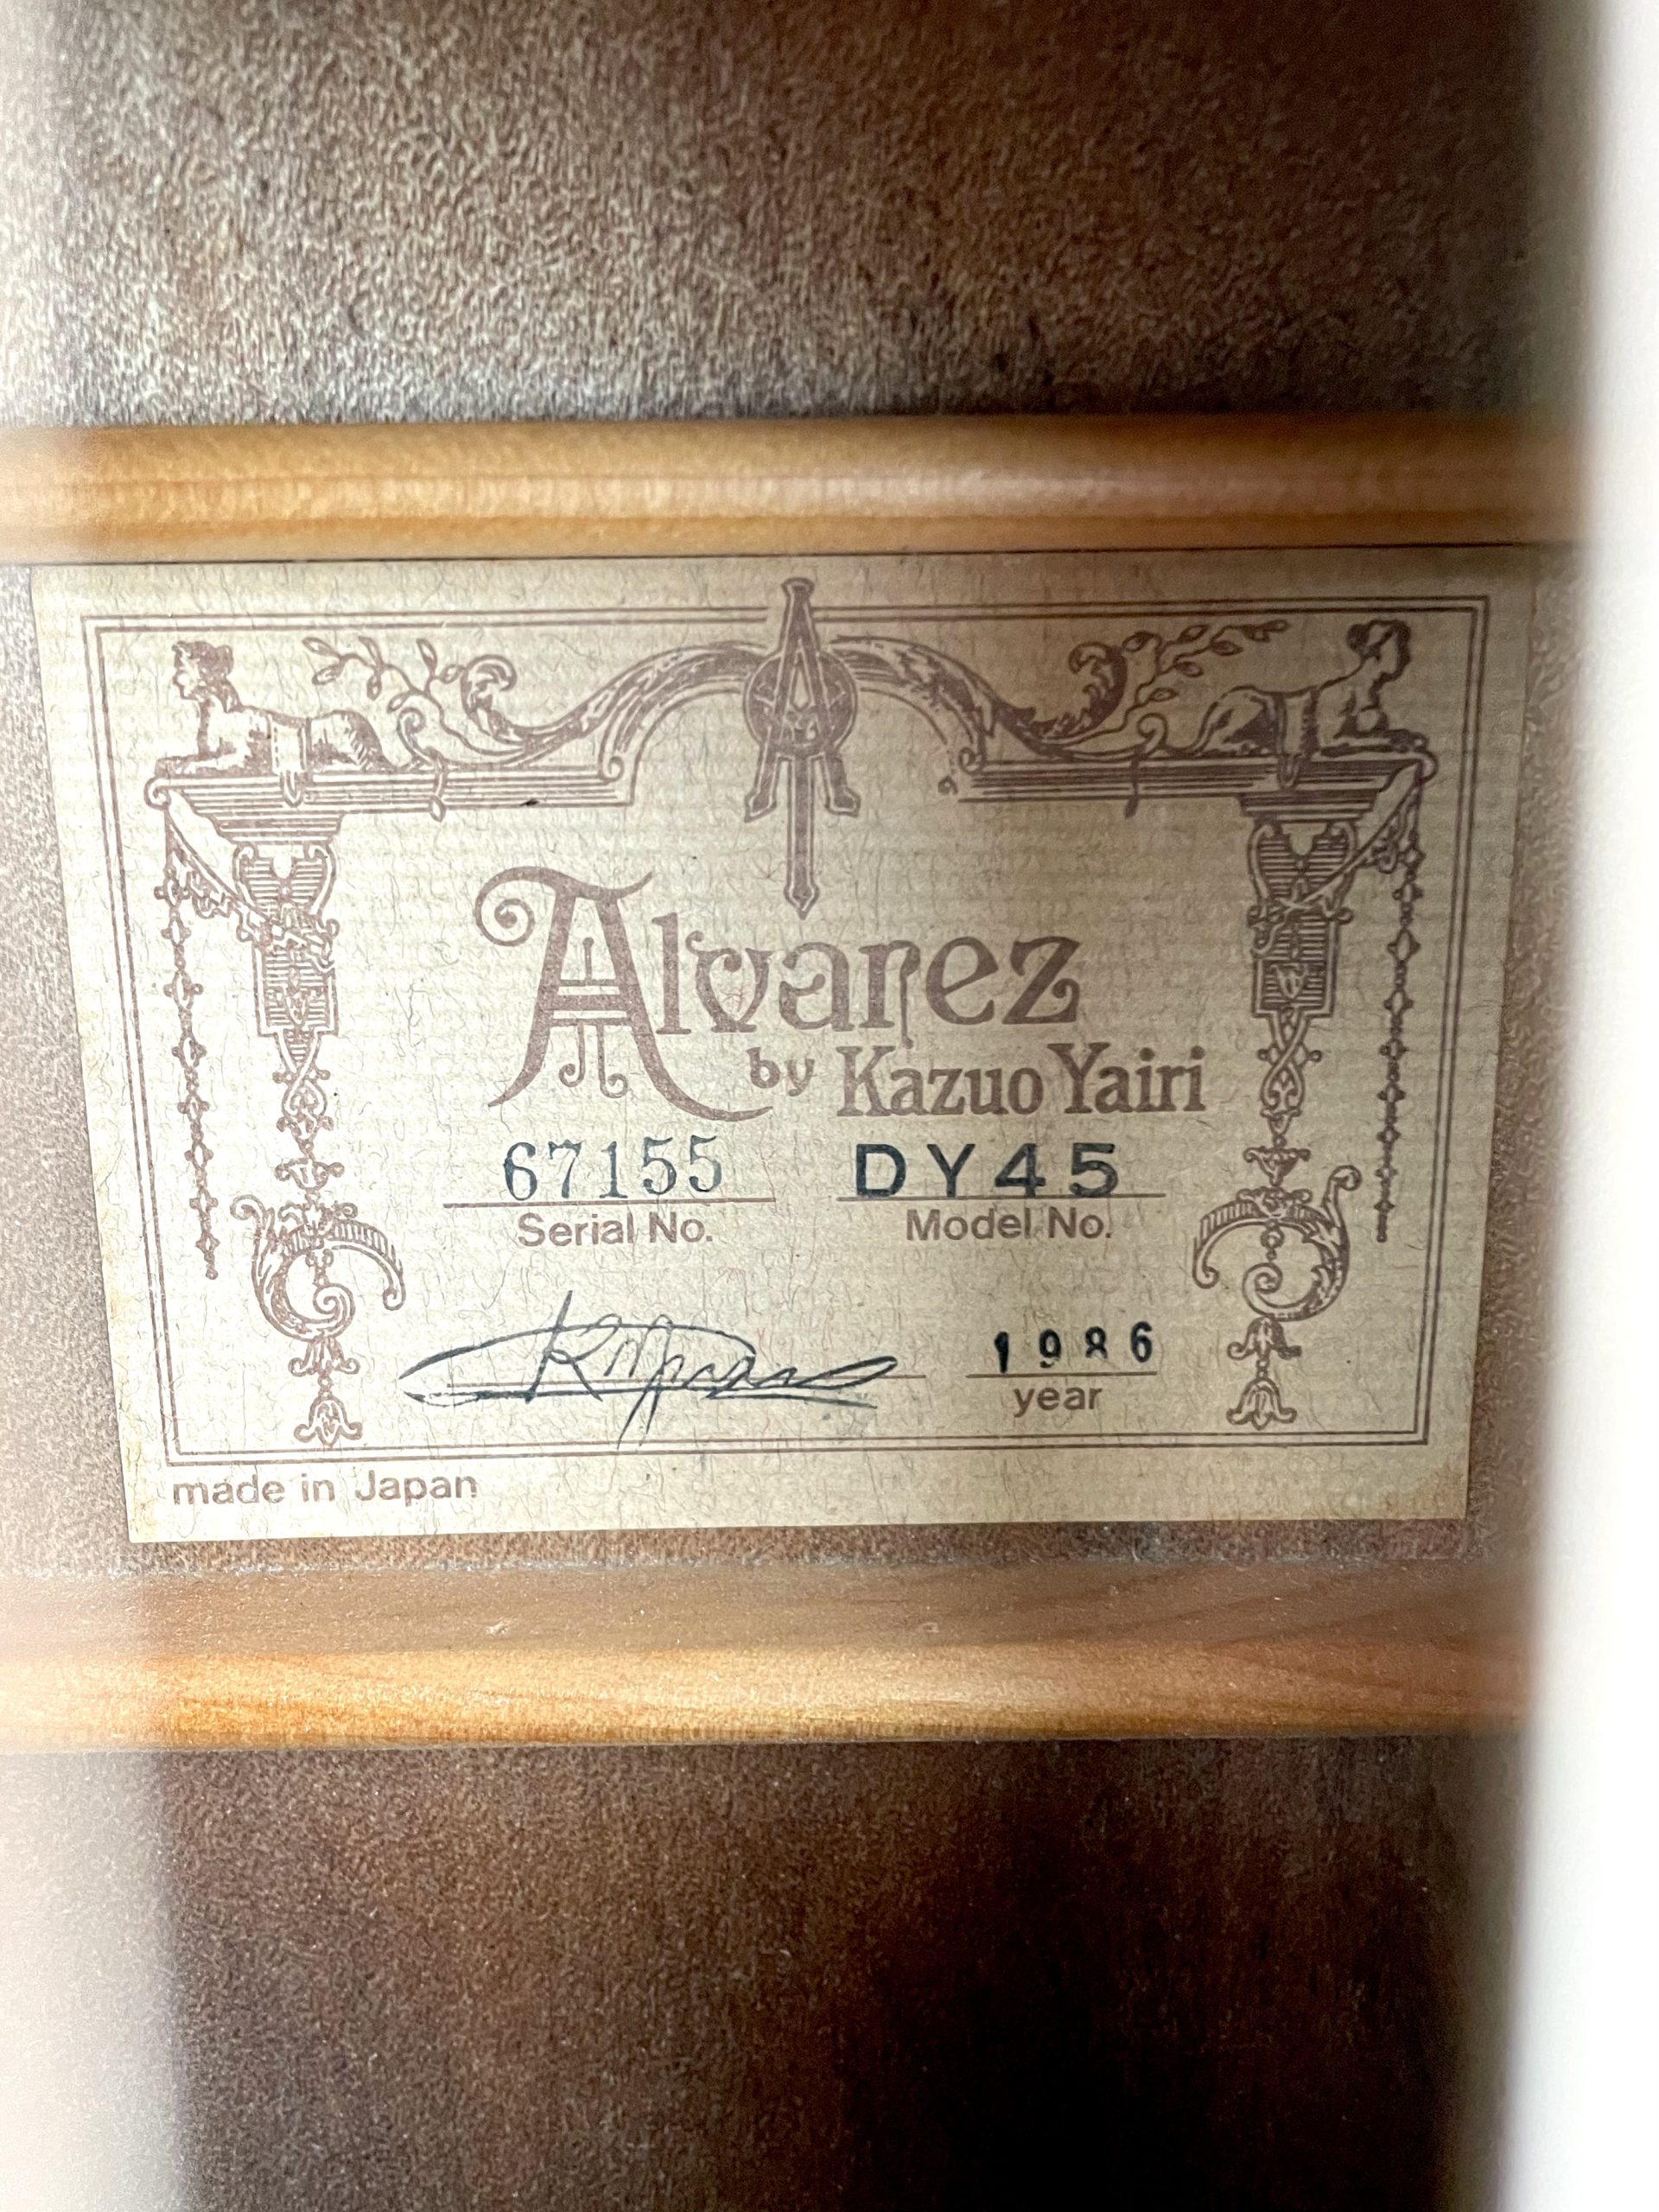 Alvarez
by Kazuo Yairi
67155 DY45
Serial No. Model No.
1986
year
made in Japan